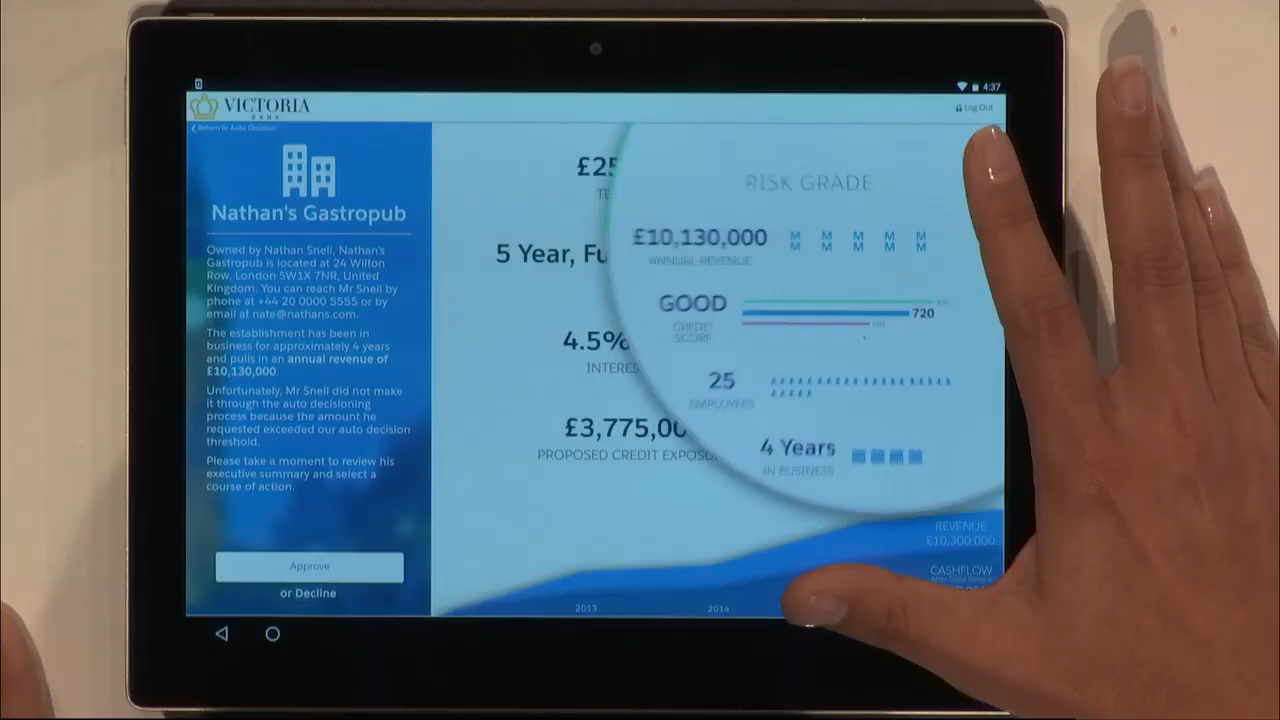 4:37
VICTORIA
BANK
Log Out
Return to Auto Decision
Nathan's Gastropub
Owned by Nathan Snell, Nathan's
Gastropub is located at 24 Wilton
Row, London SW1X 7NR, United
Kingdom. You can reach Mr Snell by
phone at +44 20 0000 5555 or by
email at nate@nathans.com.
The establishment has been in
business for approximately 4 years
and pulls in an annual revenue of
£10,130,000.
Unfortunately, Mr Snell did not make
it through the auto decisioning
process because the amount he
requested exceeded our auto decision
threshold.
Please take a moment to review his
executive summary and select a
course of action.
Approve
or Decline
£25
TE
5 Year, Fu
4.5%
INTERES
£3,775,00
PROPOSED CREDIT EXPOSU
RISK GRADE
£10,130,000
ANNUAL REVENUE
M M M M M
M M M M M
GOOD
CREDIT
SCORE
720
25
EMPLOYEES
4 Years
IN BUSINESS
REVENUE
£10,300,000
CASHFLOW
After Debt Service
2013
2014